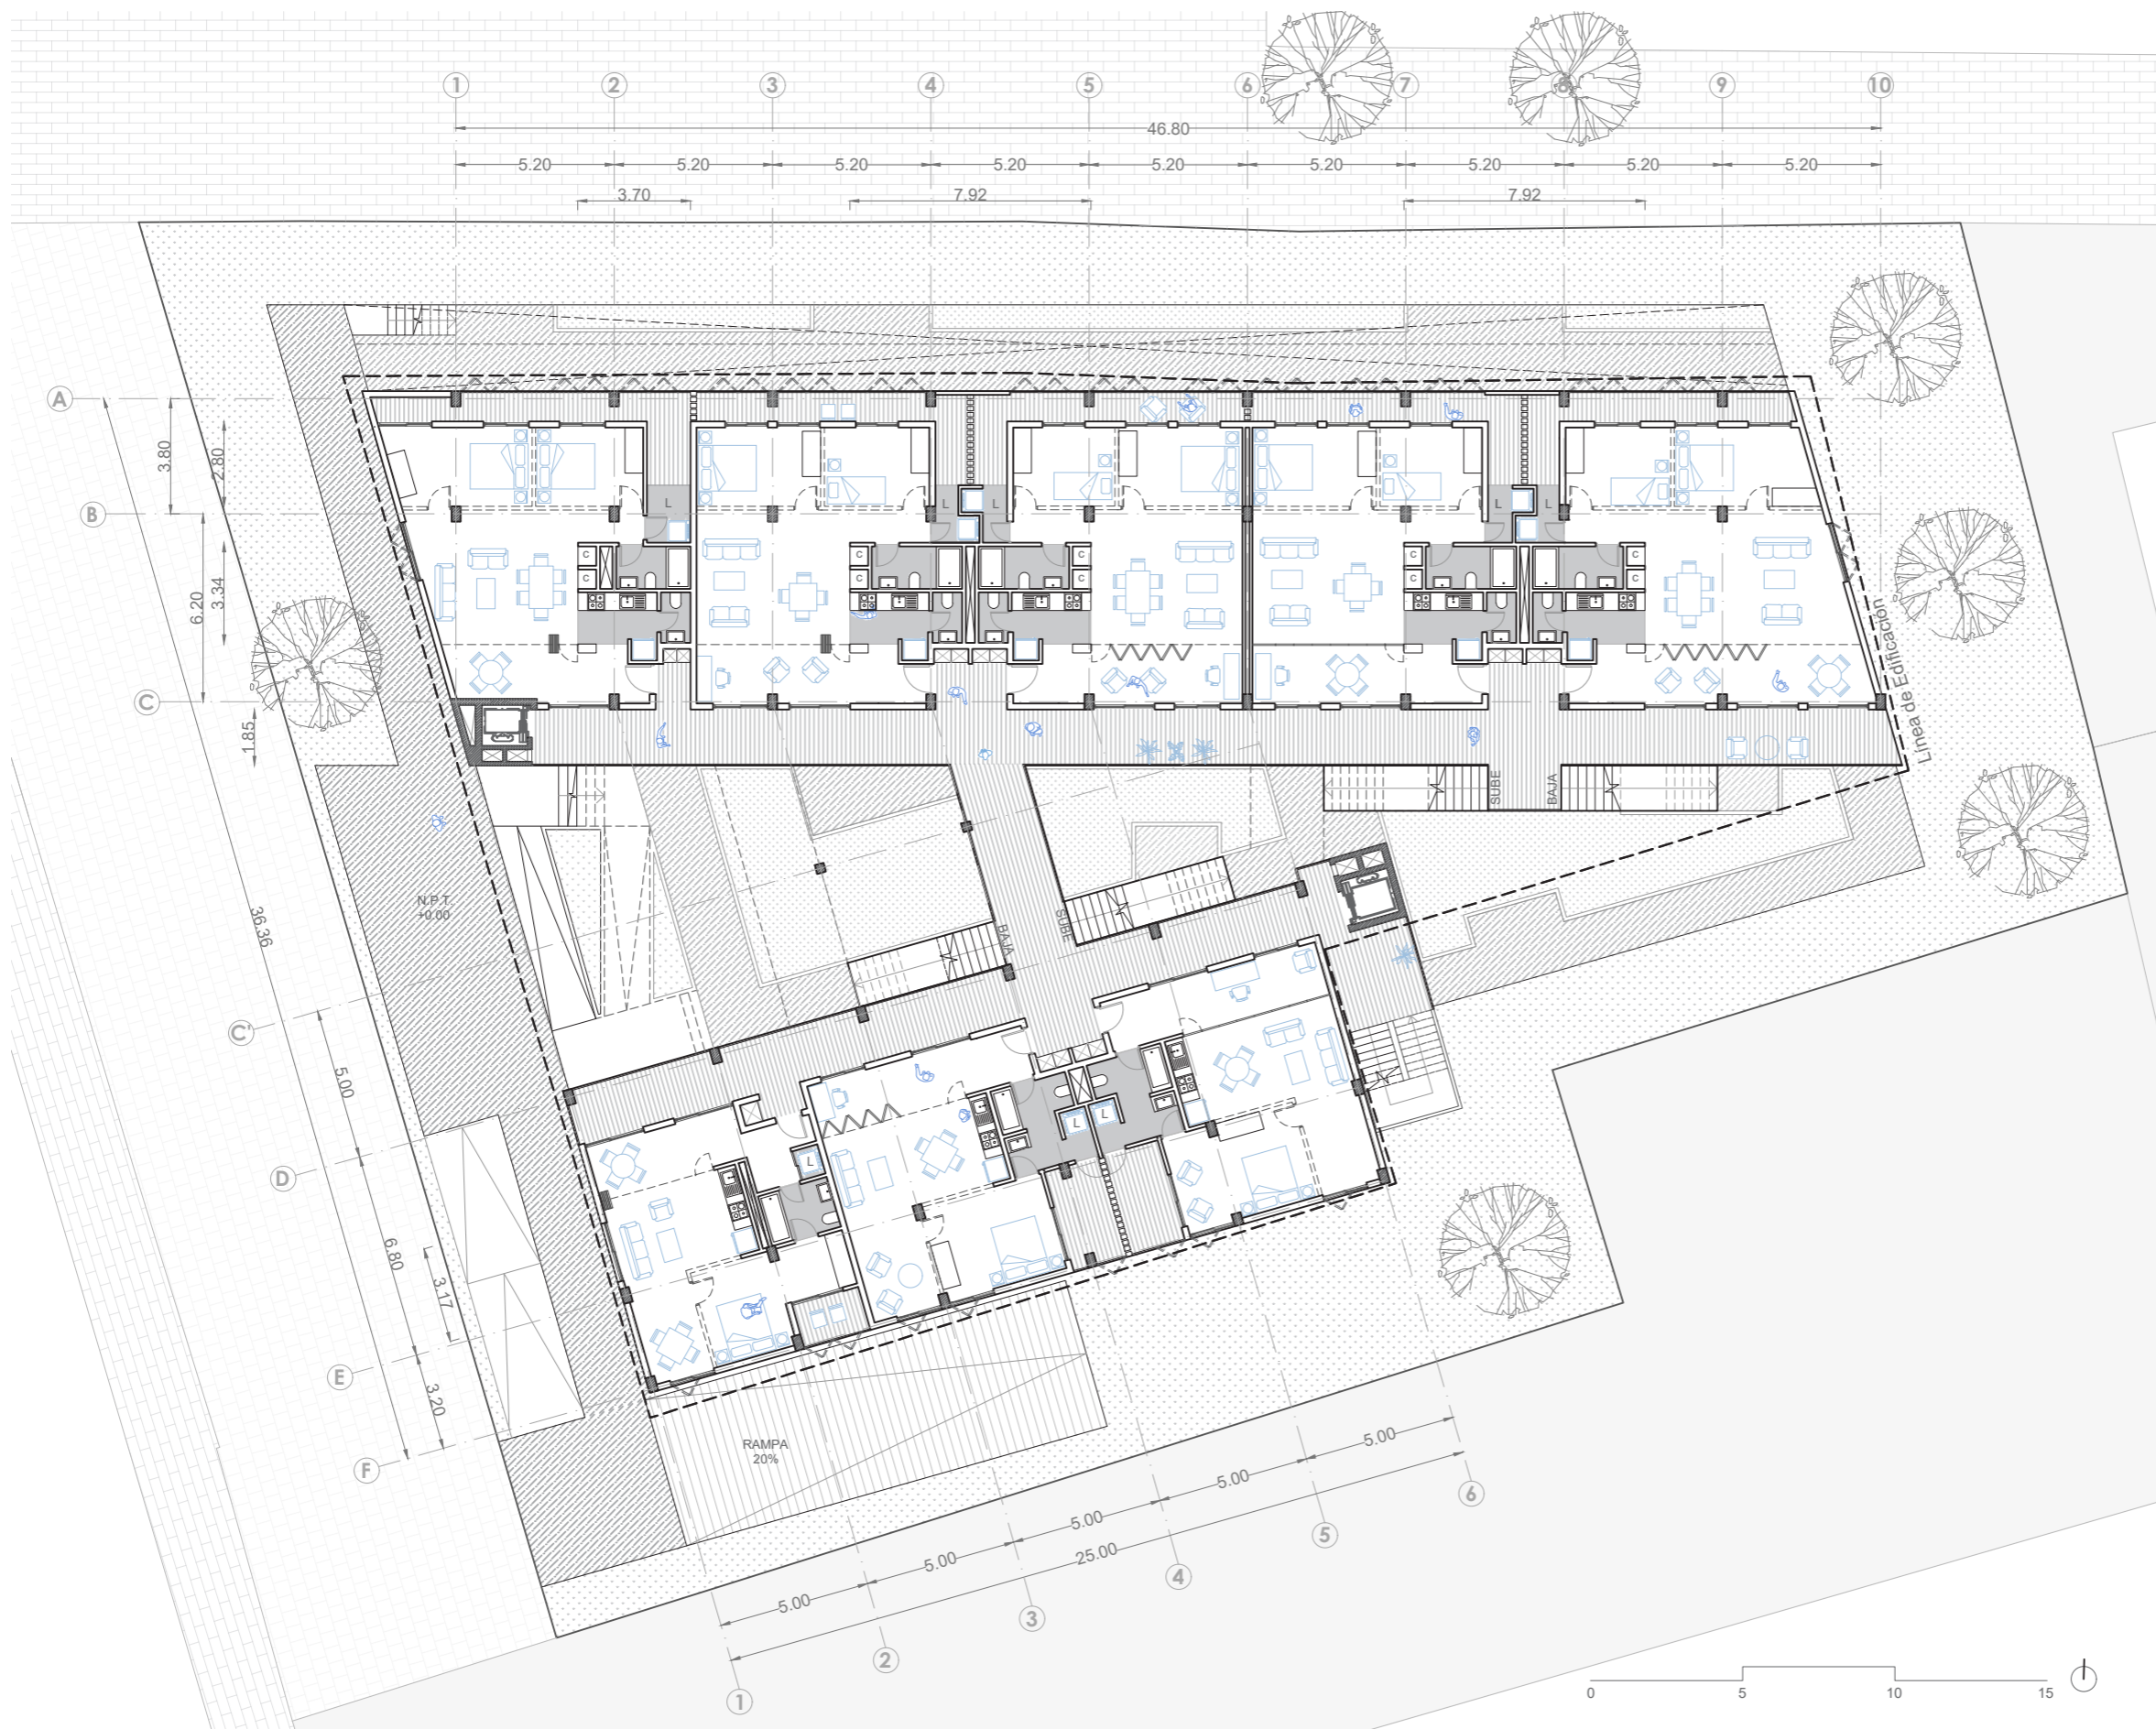 1 2 3 4 5 6 7 8 9 10
46.80
5.20 5.20 5.20 5.20 5.20 5.20 5.20 5.20 5.20
3.70 7.92 7.92
A
3.80
2.80
B
L L L L L
6.20
3.34
C C C C C
C C C C C
C
1.85
Línea de Edificación
SUBE
BAJA
N.P.T.
+0.00
36.36
SUBE
BAJA
C'
5.00
L L
L
D
6.80
3.17
E
3.20
F
RAMPA
20%
5.00
5.00
5.00
5.00
5.00
25.00
6
5
4
3
2
1
0 5 10 15